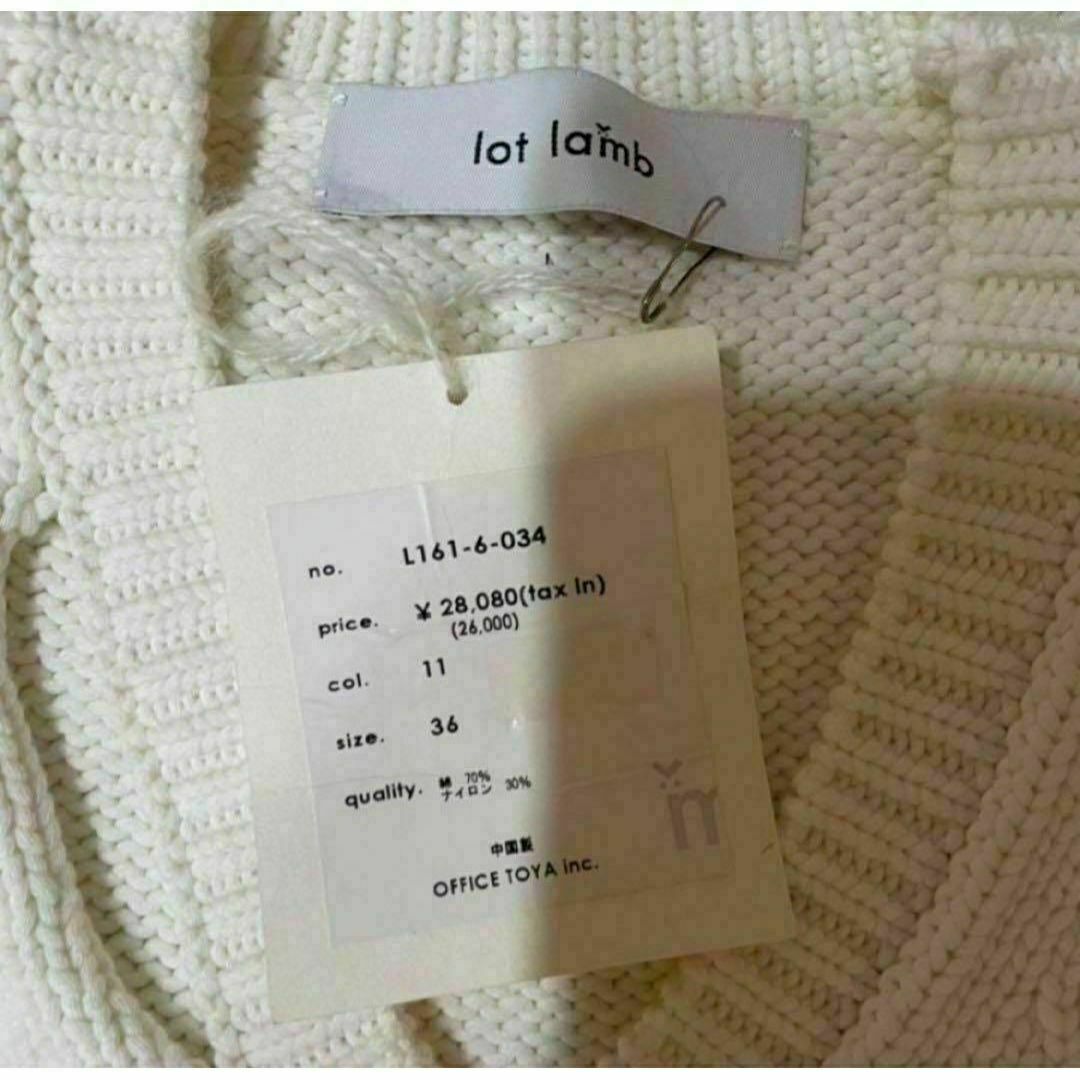 lot lamb
no. L161-6-034
price. ¥ 28,080(tax in)
(26,000)
col. 11
size. 36
quality. 綿 70%
ナイロン 30%
中国製
OFFICE TOYA inc.
m